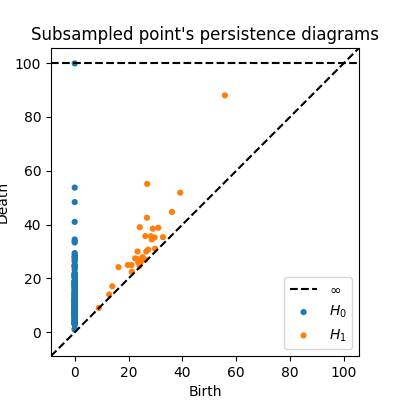 Subsampled point's persistence diagrams
100
80
60
40
20
0
Death
∞
H₀
H₁
0 20 40 60 80 100
Birth